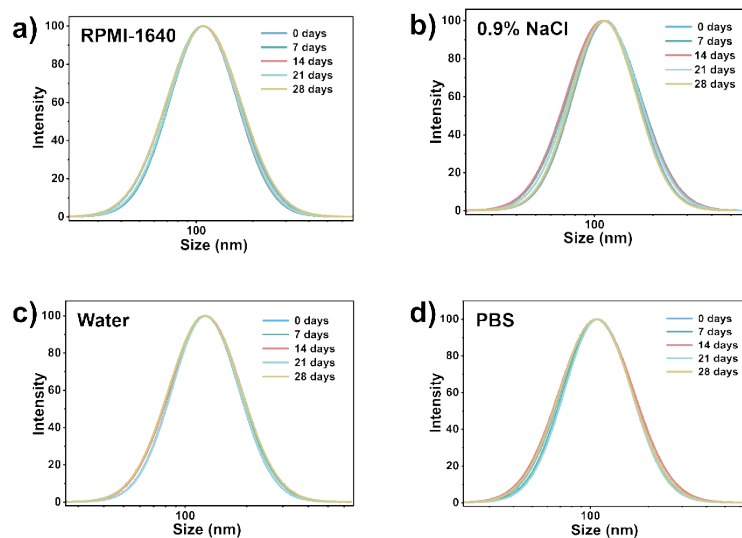 a)
RPMI-1640
0 days
7 days
14 days
21 days
28 days
100
80
60
40
20
0
Intensity
100
Size (nm)
b)
0.9% NaCl
0 days
7 days
14 days
21 days
28 days
100
80
60
40
20
0
Intensity
100
Size (nm)
c)
Water
0 days
7 days
14 days
21 days
28 days
100
80
60
40
20
0
Intensity
100
Size (nm)
d)
PBS
0 days
7 days
14 days
21 days
28 days
100
80
60
40
20
0
Intensity
100
Size (nm)